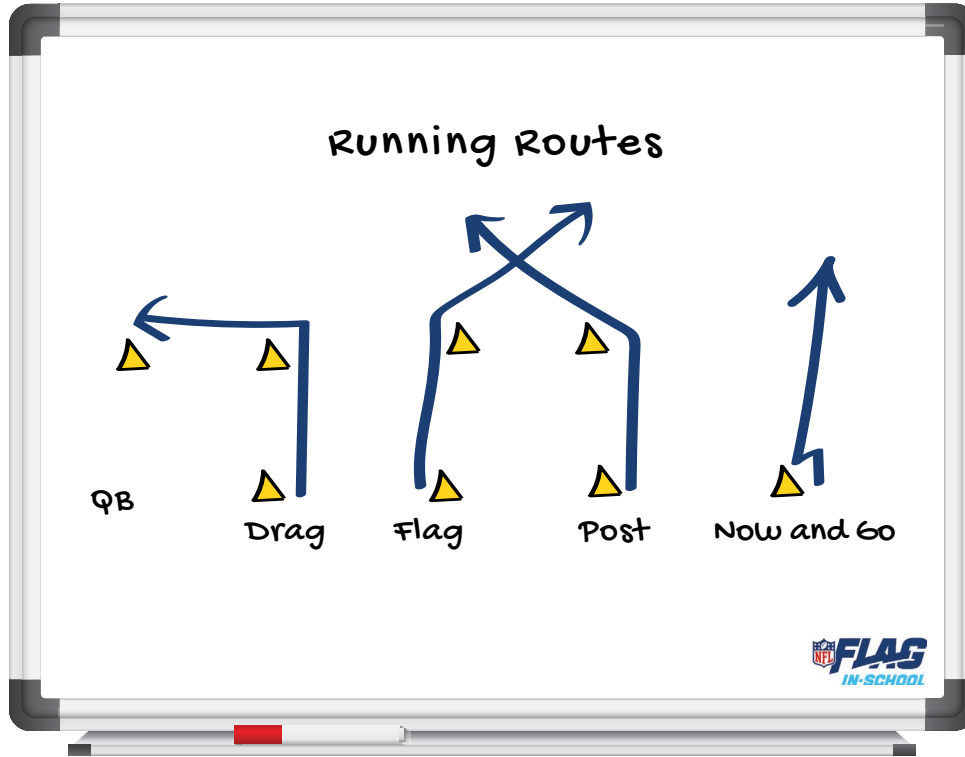 Running Routes
QB
Drag
Flag
Post
Now and Go
NFL
FLAG
IN-SCHOOL